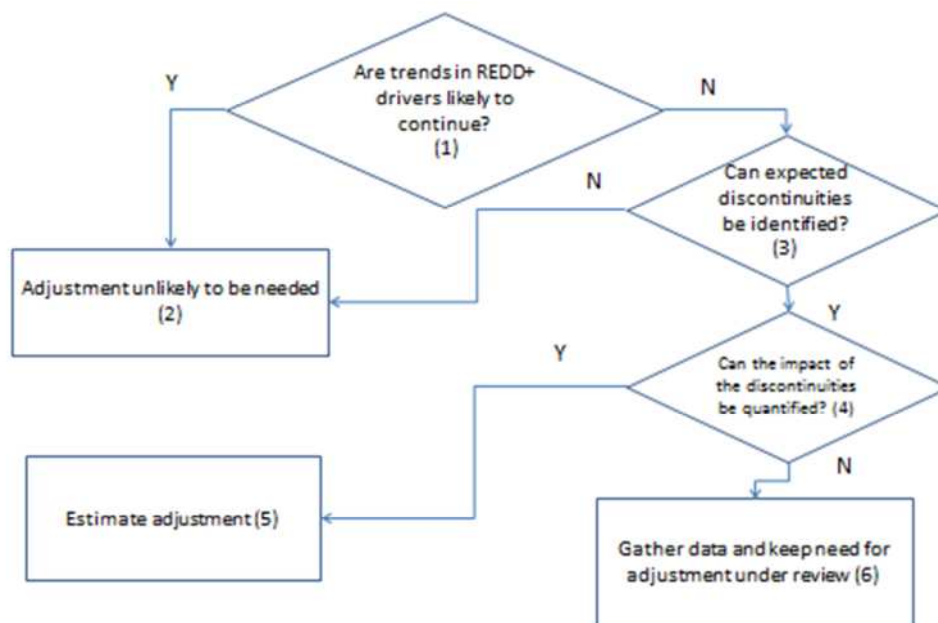 Are trends in REDD+
drivers likely to
continue?
(1)
Y
N
Can expected
discontinuities
be identified?
(3)
N
Adjustment unlikely to be needed
(2)
Y
Can the impact of
the discontinuities
be quantified? (4)
Y
N
Estimate adjustment (5)
Gather data and keep need for
adjustment under review (6)